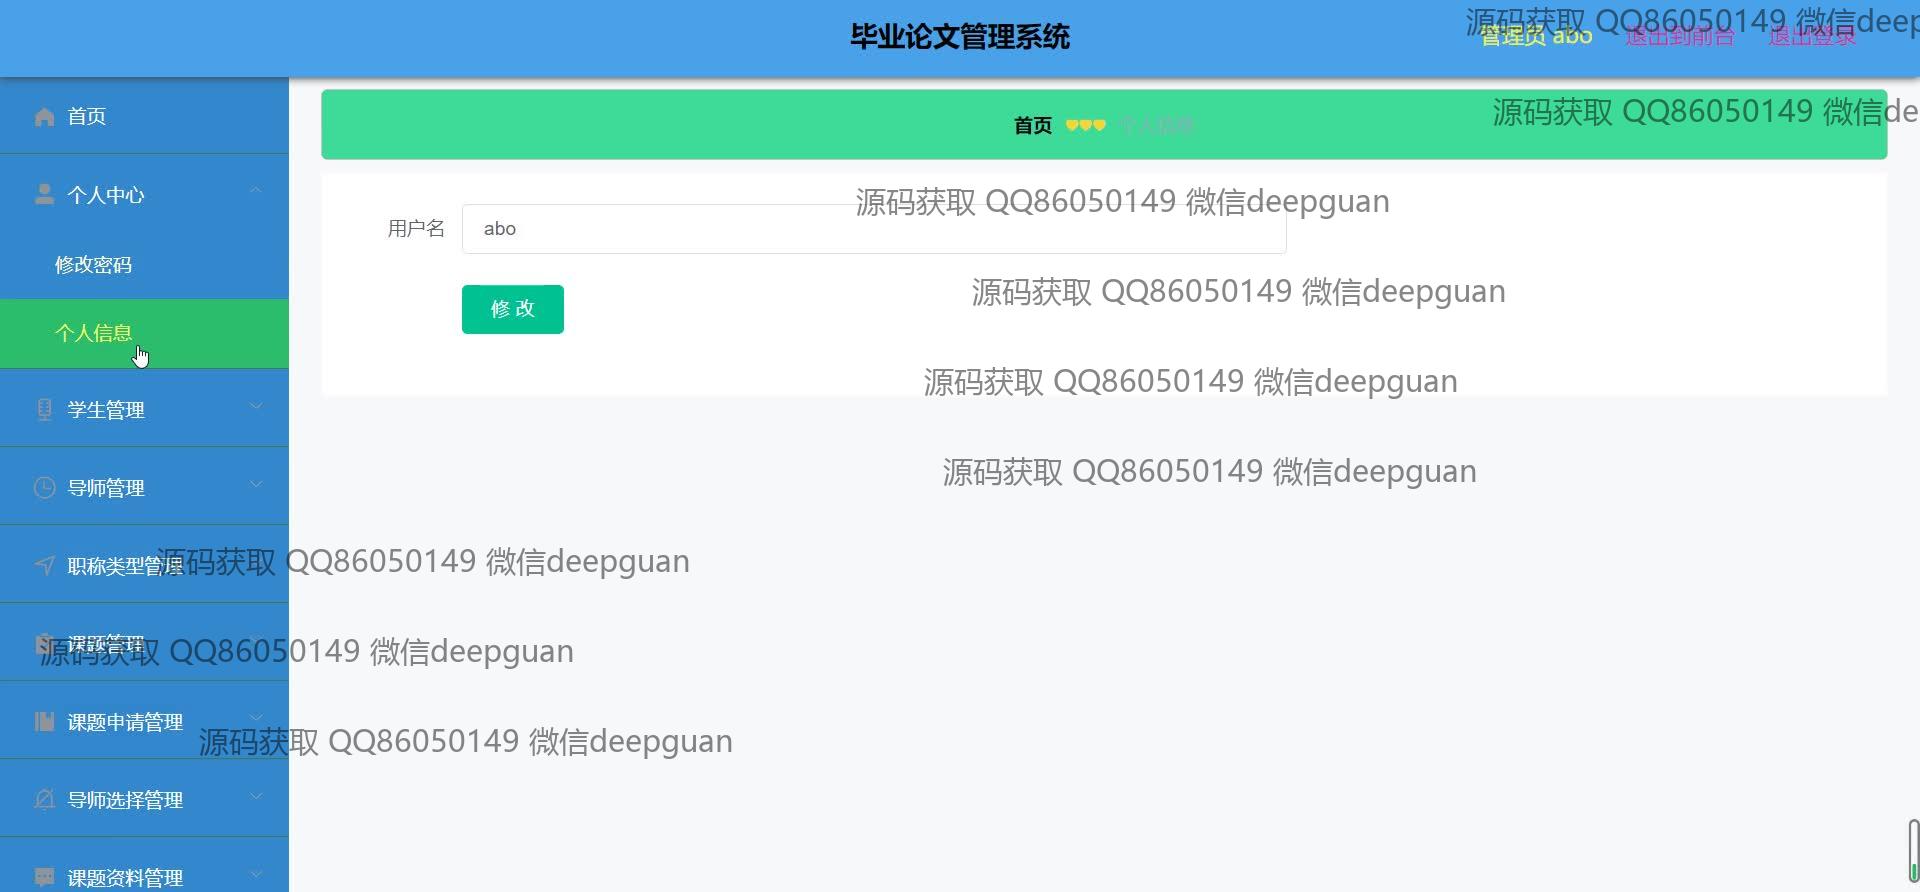 毕业论文管理系统
管理员 abo 退出到前台 退出登录
源码获取 QQ86050149 微信deep
首页
首页 个人信息
源码获取 QQ86050149 微信de
个人中心
源码获取 QQ86050149 微信deepguan
用户名 abo
修改密码
源码获取 QQ86050149 微信deepguan
修 改
个人信息
源码获取 QQ86050149 微信deepguan
学生管理
源码获取 QQ86050149 微信deepguan
导师管理
职称类型管理
源码获取 QQ86050149 微信deepguan
课题管理
源码获取 QQ86050149 微信deepguan
课题申请管理
源码获取 QQ86050149 微信deepguan
导师选择管理
课题资料管理